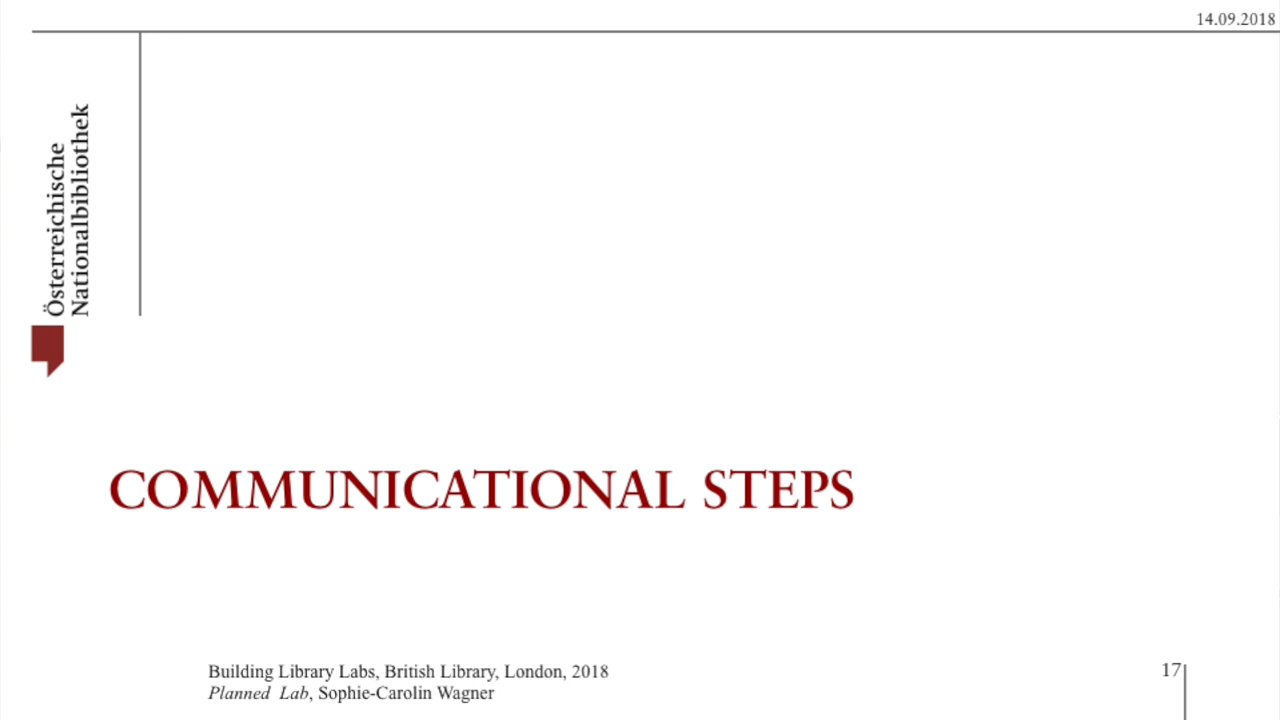 14.09.2018
Österreichische
Nationalbibliothek
COMMUNICATIONAL STEPS
Building Library Labs, British Library, London, 2018
Planned Lab, Sophie-Carolin Wagner
17